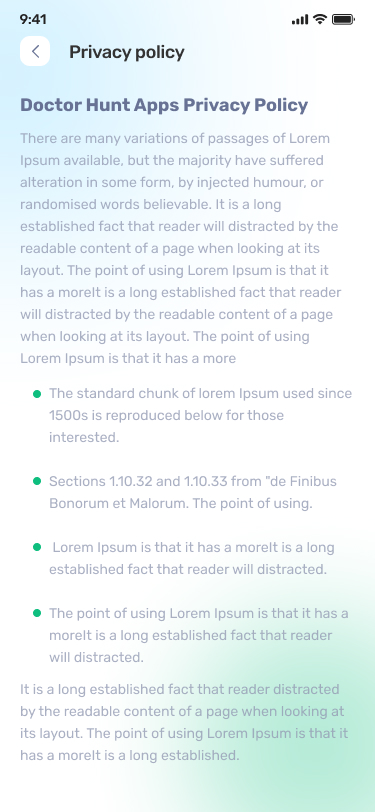 9:41
Privacy policy
Doctor Hunt Apps Privacy Policy
There are many variations of passages of Lorem
Ipsum available, but the majority have suffered
alteration in some form, by injected humour, or
randomised words believable. It is a long
established fact that reader will distracted by the
readable content of a page when looking at its
layout. The point of using Lorem Ipsum is that it
has a moreIt is a long established fact that reader
will distracted by the readable content of a page
when looking at its layout. The point of using
Lorem Ipsum is that it has a more
The standard chunk of lorem Ipsum used since
1500s is reproduced below for those
interested.
Sections 1.10.32 and 1.10.33 from "de Finibus
Bonorum et Malorum. The point of using.
Lorem Ipsum is that it has a moreIt is a long
established fact that reader will distracted.
The point of using Lorem Ipsum is that it has a
moreIt is a long established fact that reader
will distracted.
It is a long established fact that reader distracted
by the readable content of a page when looking at
its layout. The point of using Lorem Ipsum is that it
has a moreIt is a long established.